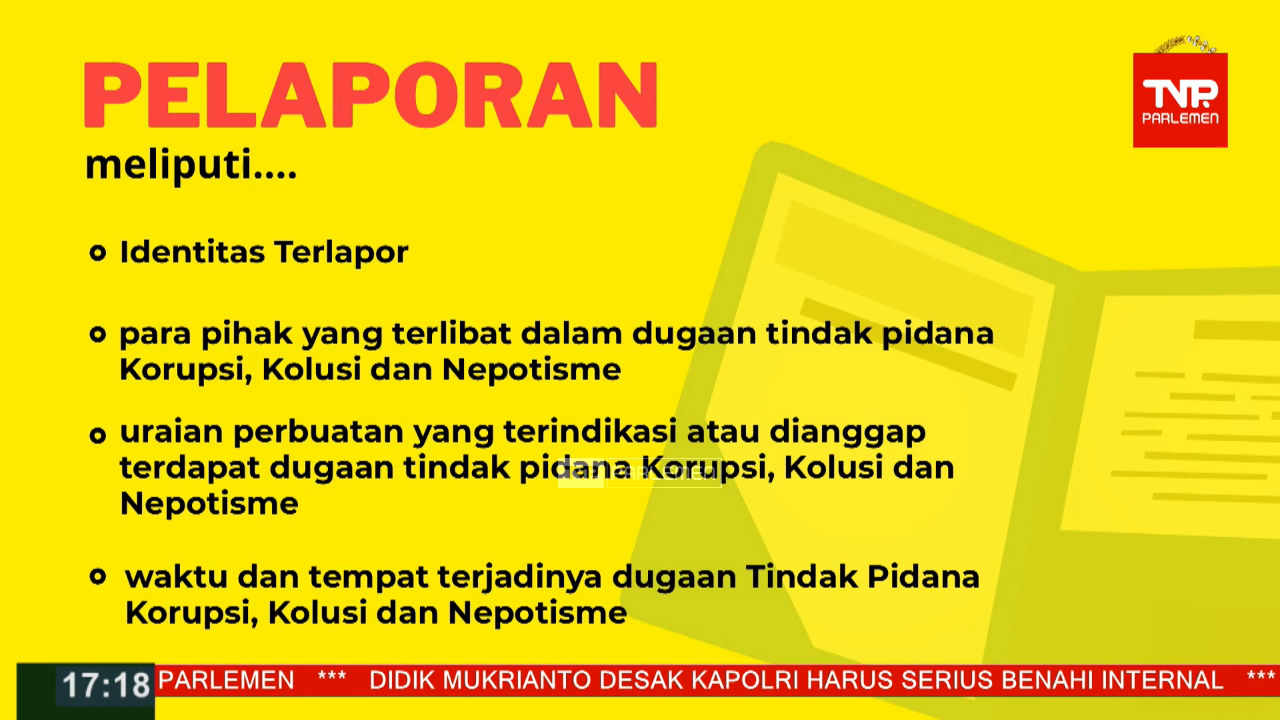 PELAPORAN
TVR
PARLEMEN
meliputi....
Identitas Terlapor
para pihak yang terlibat dalam dugaan tindak pidana
Korupsi, Kolusi dan Nepotisme
uraian perbuatan yang terindikasi atau dianggap
terdapat dugaan tindak pidana Korupsi, Kolusi dan
Nepotisme
TVR PARLEMEN
waktu dan tempat terjadinya dugaan Tindak Pidana
Korupsi, Kolusi dan Nepotisme
17:18 PARLEMEN *** DIDIK MUKRIANTO DESAK KAPOLRI HARUS SERIUS BENAHI INTERNAL ***